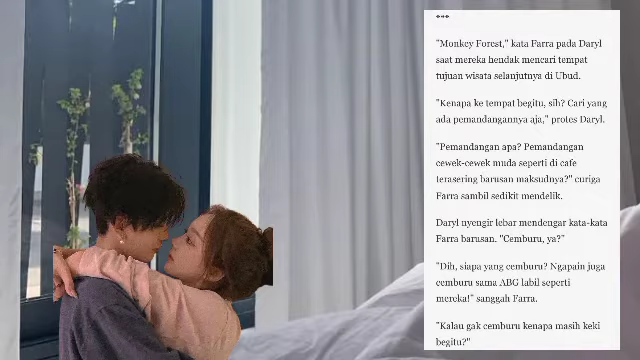 ***
"Monkey Forest," kata Farra pada Daryl
saat mereka hendak mencari tempat
tujuan wisata selanjutnya di Ubud.
"Kenapa ke tempat begitu, sih? Cari yang
ada pemandangannya aja," protes Daryl.
"Pemandangan apa? Pemandangan
cewek-cewek muda seperti di cafe
terasering barusan maksudnya?" curiga
Farra sambil sedikit mendelik.
Daryl nyengir lebar mendengar kata-kata
Farra barusan. "Cemburu, ya?"
"Dih, siapa yang cemburu? Ngapain juga
cemburu sama ABG labil seperti
mereka!" sanggah Farra.
"Kalau gak cemburu kenapa masih keki
begitu?"